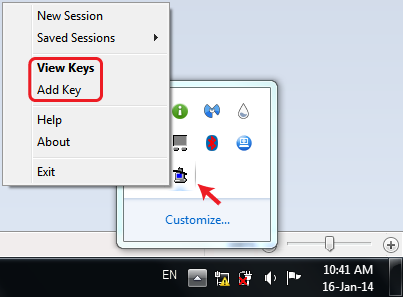 New Session
Saved Sessions
View Keys
Add Key
Help
About
Exit
Customize...
EN
10:41 AM
16-Jan-14